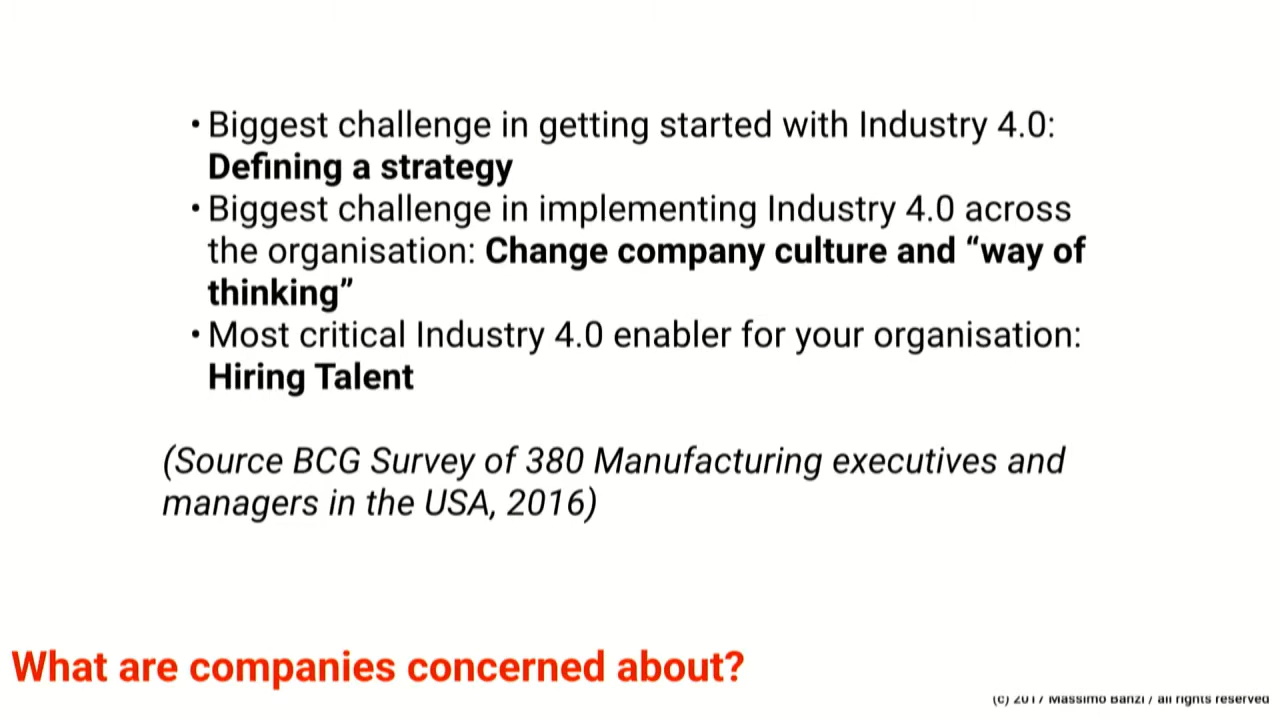 • Biggest challenge in getting started with Industry 4.0:
Defining a strategy
• Biggest challenge in implementing Industry 4.0 across
the organisation: Change company culture and “way of
thinking”
• Most critical Industry 4.0 enabler for your organisation:
Hiring Talent
(Source BCG Survey of 380 Manufacturing executives and
managers in the USA, 2016)
What are companies concerned about?
(c) 2017 Massimo Banzi / all rights reserved